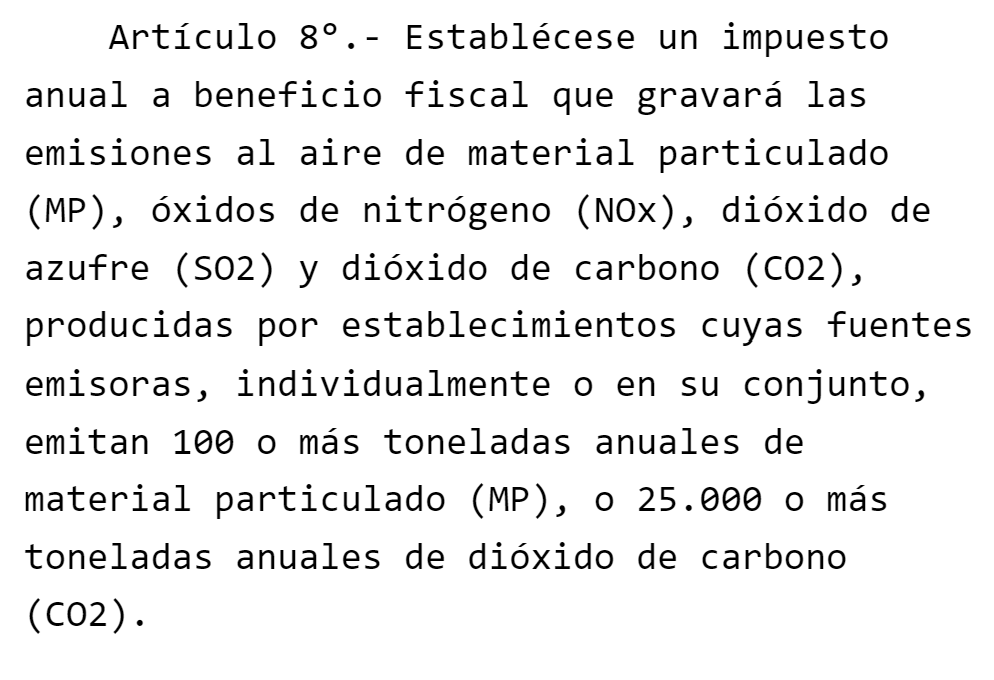 Artículo 8°.- Establécese un impuesto
anual a beneficio fiscal que gravará las
emisiones al aire de material particulado
(MP), óxidos de nitrógeno (NOx), dióxido de
azufre (SO2) y dióxido de carbono (CO2),
producidas por establecimientos cuyas fuentes
emisoras, individualmente o en su conjunto,
emitan 100 o más toneladas anuales de
material particulado (MP), o 25.000 o más
toneladas anuales de dióxido de carbono
(CO2).